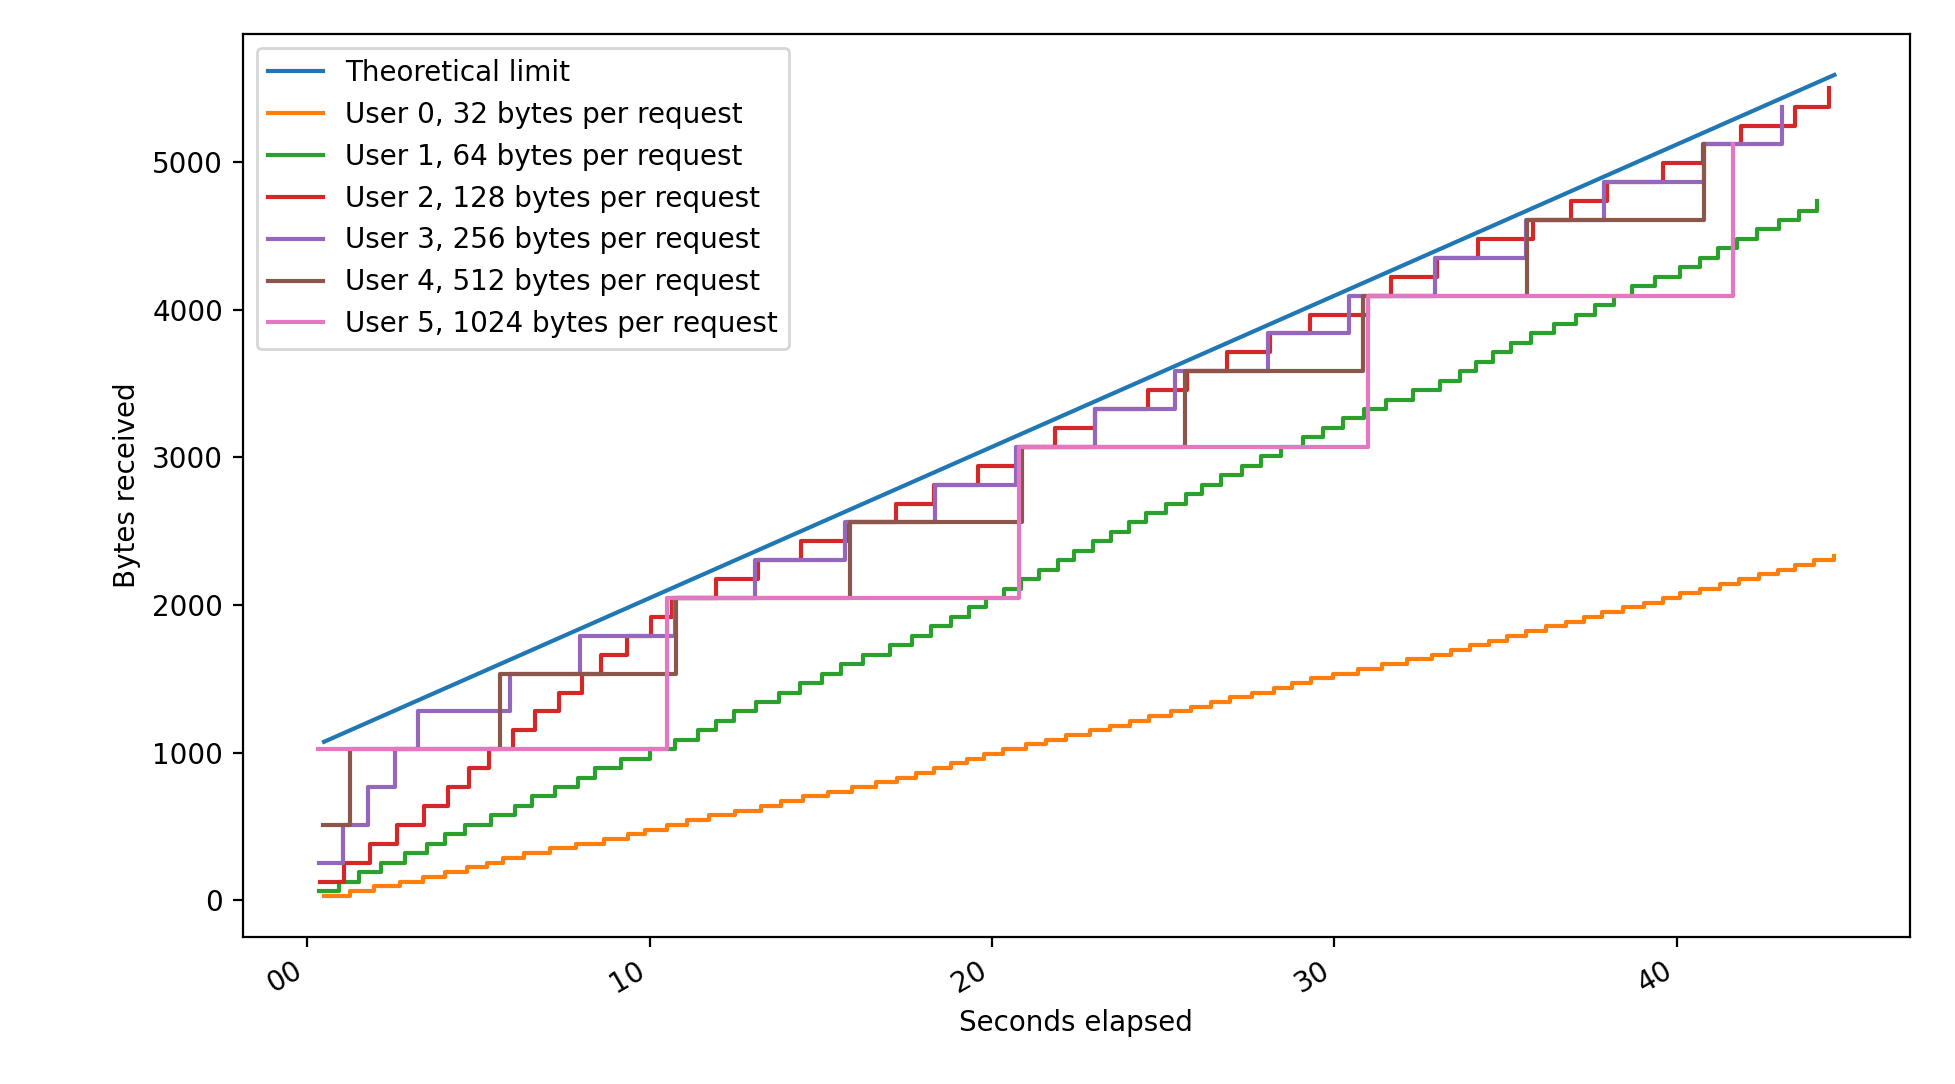 Theoretical limit
User 0, 32 bytes per request
User 1, 64 bytes per request
User 2, 128 bytes per request
User 3, 256 bytes per request
User 4, 512 bytes per request
User 5, 1024 bytes per request
Bytes received
5000
4000
3000
2000
1000
0
00
10
20
30
40
Seconds elapsed